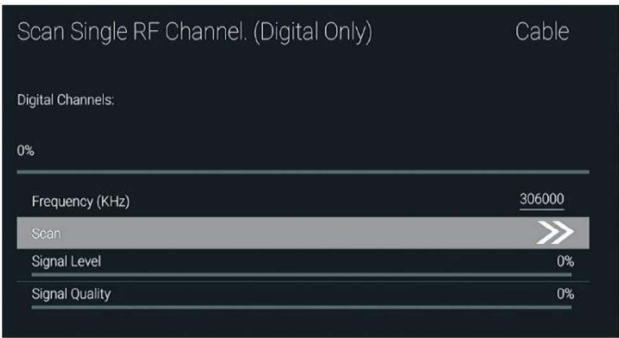 Scan Single RF Channel. (Digital Only) Cable
Digital Channels:
0%
Frequency (KHz) 306000
Scan
Signal Level 0%
Signal Quality 0%